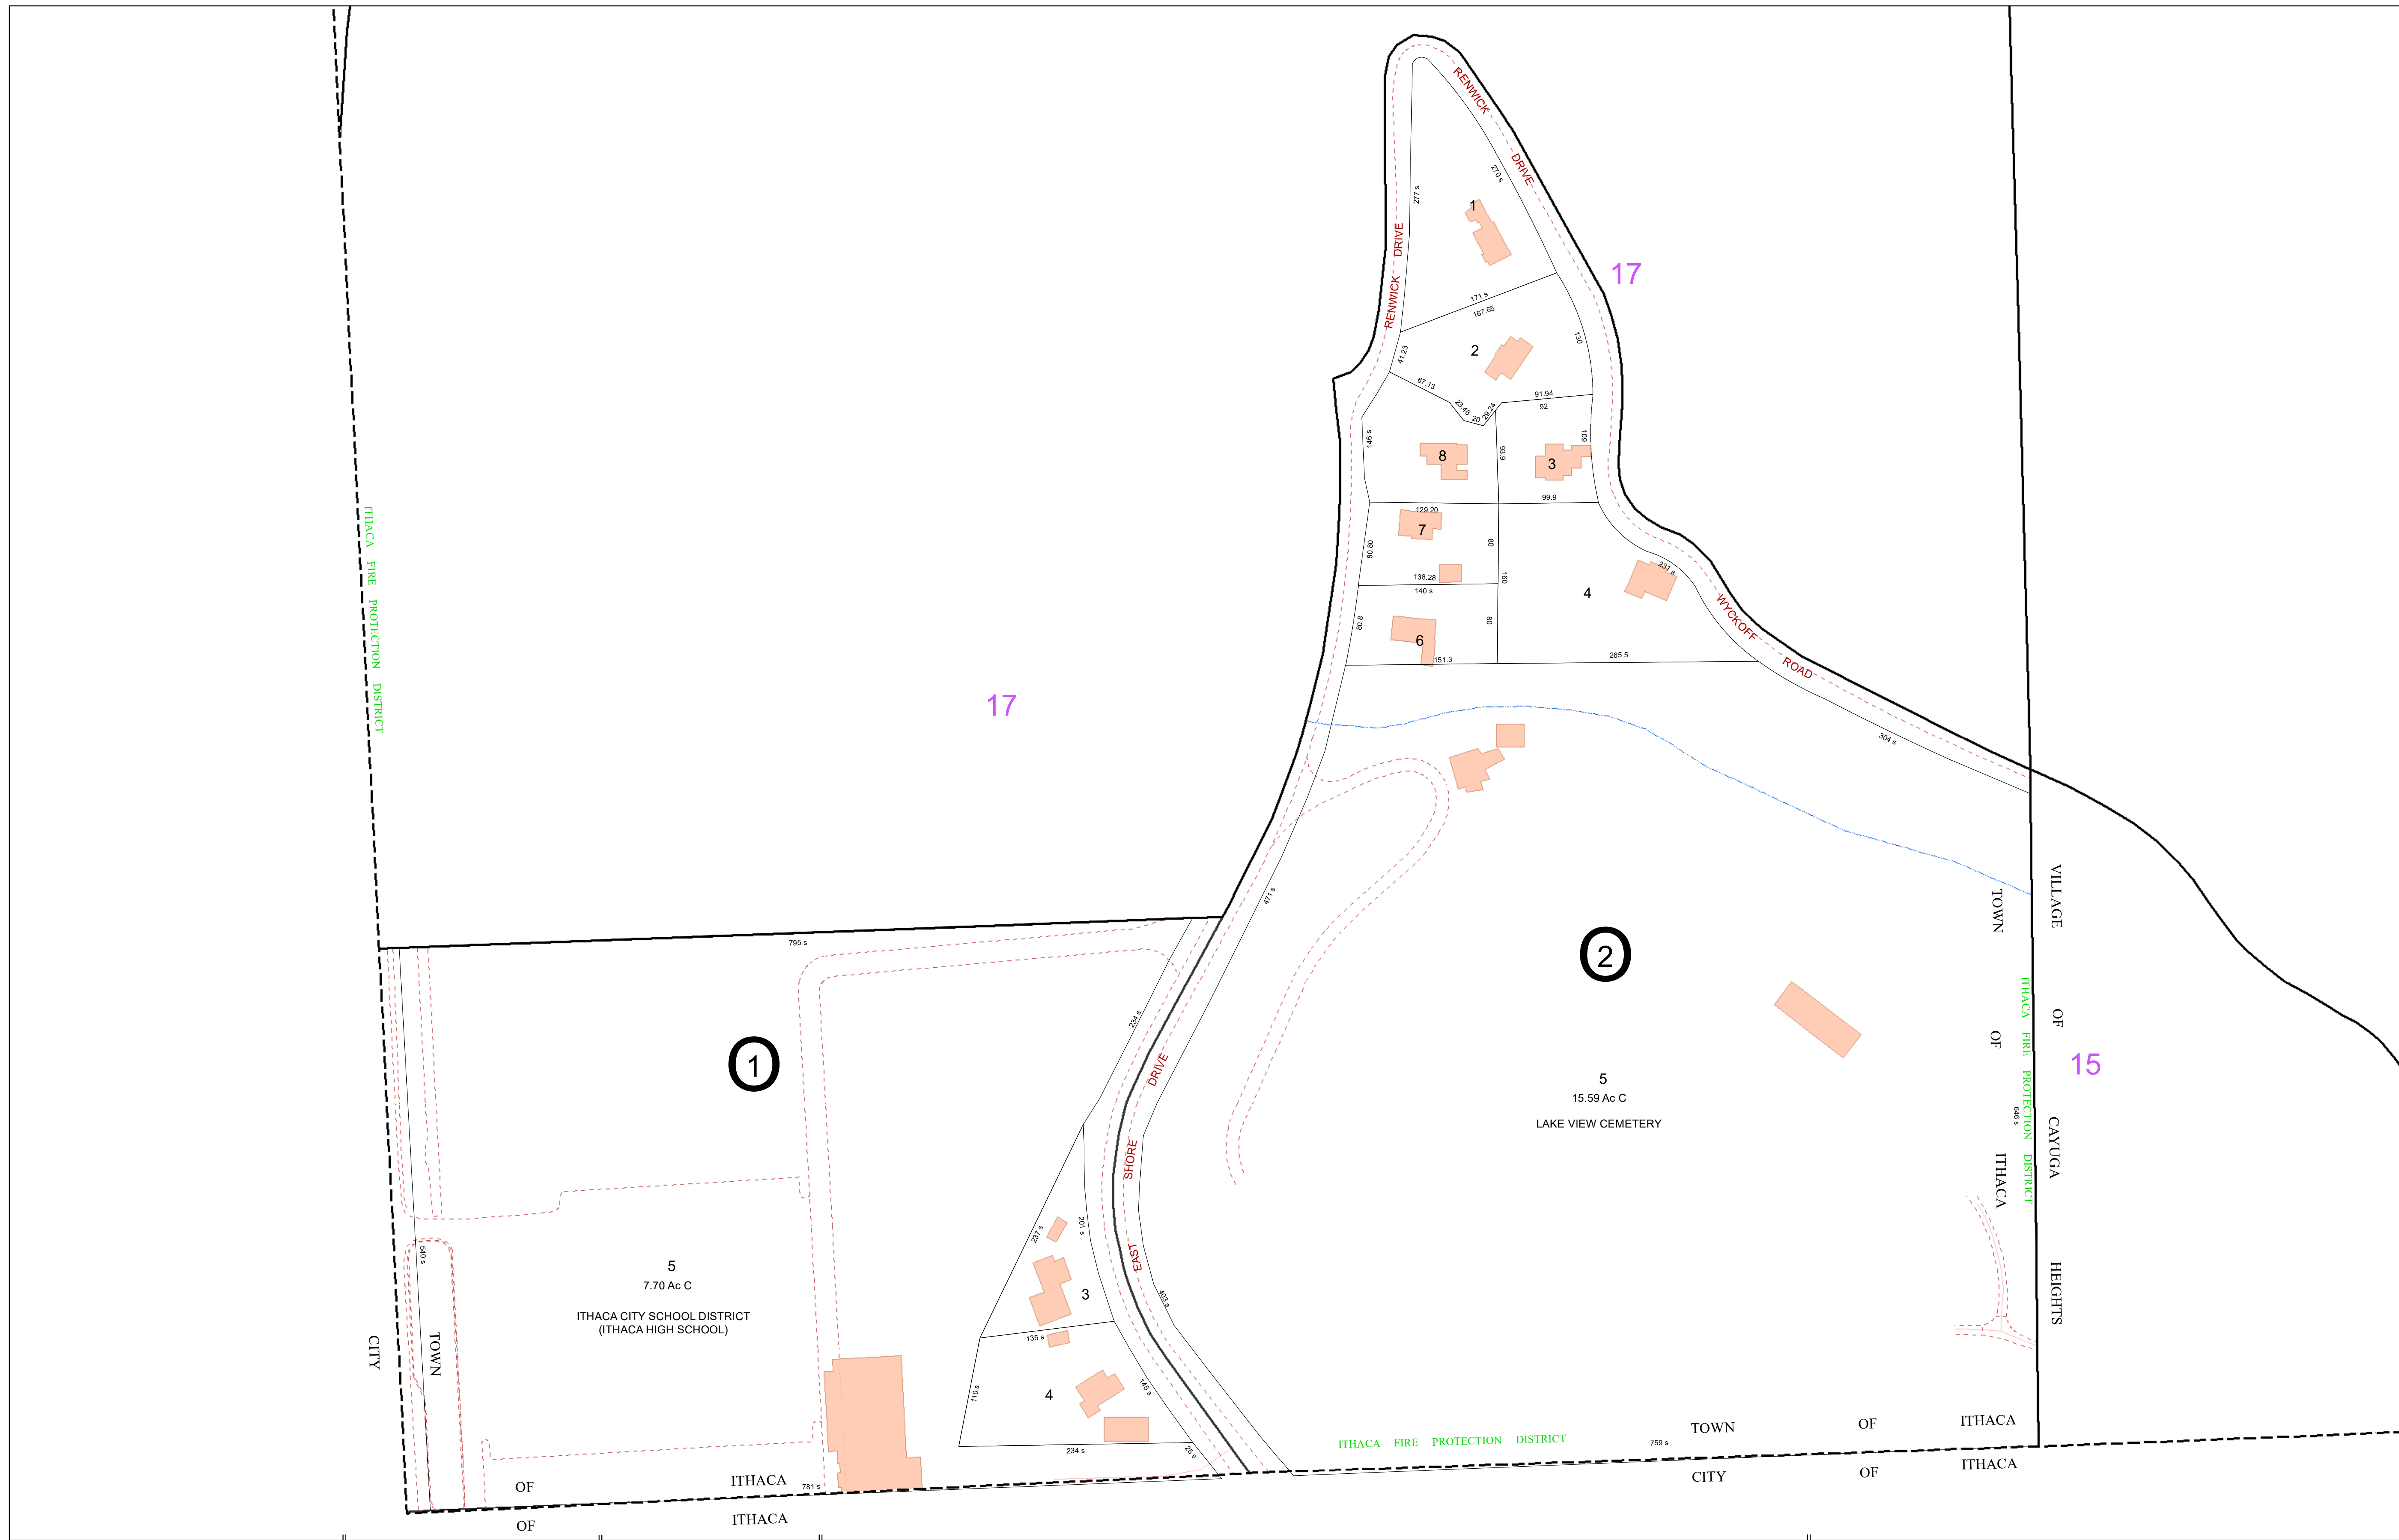 RENWICK
DRIVE
270 s
277 s
1
RENWICK DRIVE
17
171 s
167.65
130
2
41.23
67.13
23.46
20
29.24
91.94
92
146 s
8
93.9
109
3
129.20
99.9
7
80.80
80
138.28
140 s
160
231 s
4
80.8
6
80
151.3
265.5
WYCKOFF
ROAD
304 s
ITHACA FIRE PROTECTION DISTRICT
17
471 s
795 s
2
1
234 s
DRIVE
SHORE
EAST
5
15.59 Ac C
LAKE VIEW CEMETERY
TOWN OF ITHACA
ITHACA FIRE PROTECTION DISTRICT
646 s
VILLAGE OF CAYUGA HEIGHTS
15
237 s
201 s
3
403 s
540 s
5
7.70 Ac C
ITHACA CITY SCHOOL DISTRICT
(ITHACA HIGH SCHOOL)
135 s
110 s
4
145 s
234 s
25 s
CITY
TOWN
OF ITHACA
781 s
OF ITHACA
ITHACA FIRE PROTECTION DISTRICT
759 s
TOWN OF ITHACA
CITY OF ITHACA